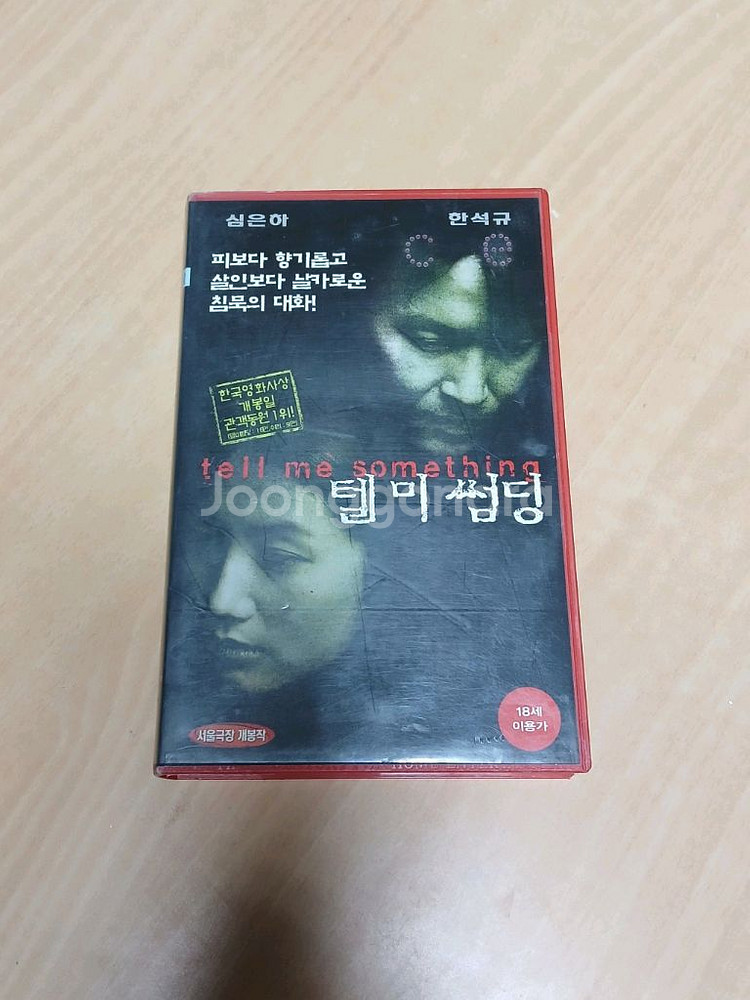 심은하 한석규
피보다 향기롭고
살인보다 날카로운
침묵의 대화!
한국영화사상
개봉일
관객동원 1위!
tell me something
텔 미 썸딩
Joonggonara
18세
이용가
서울극장 개봉작